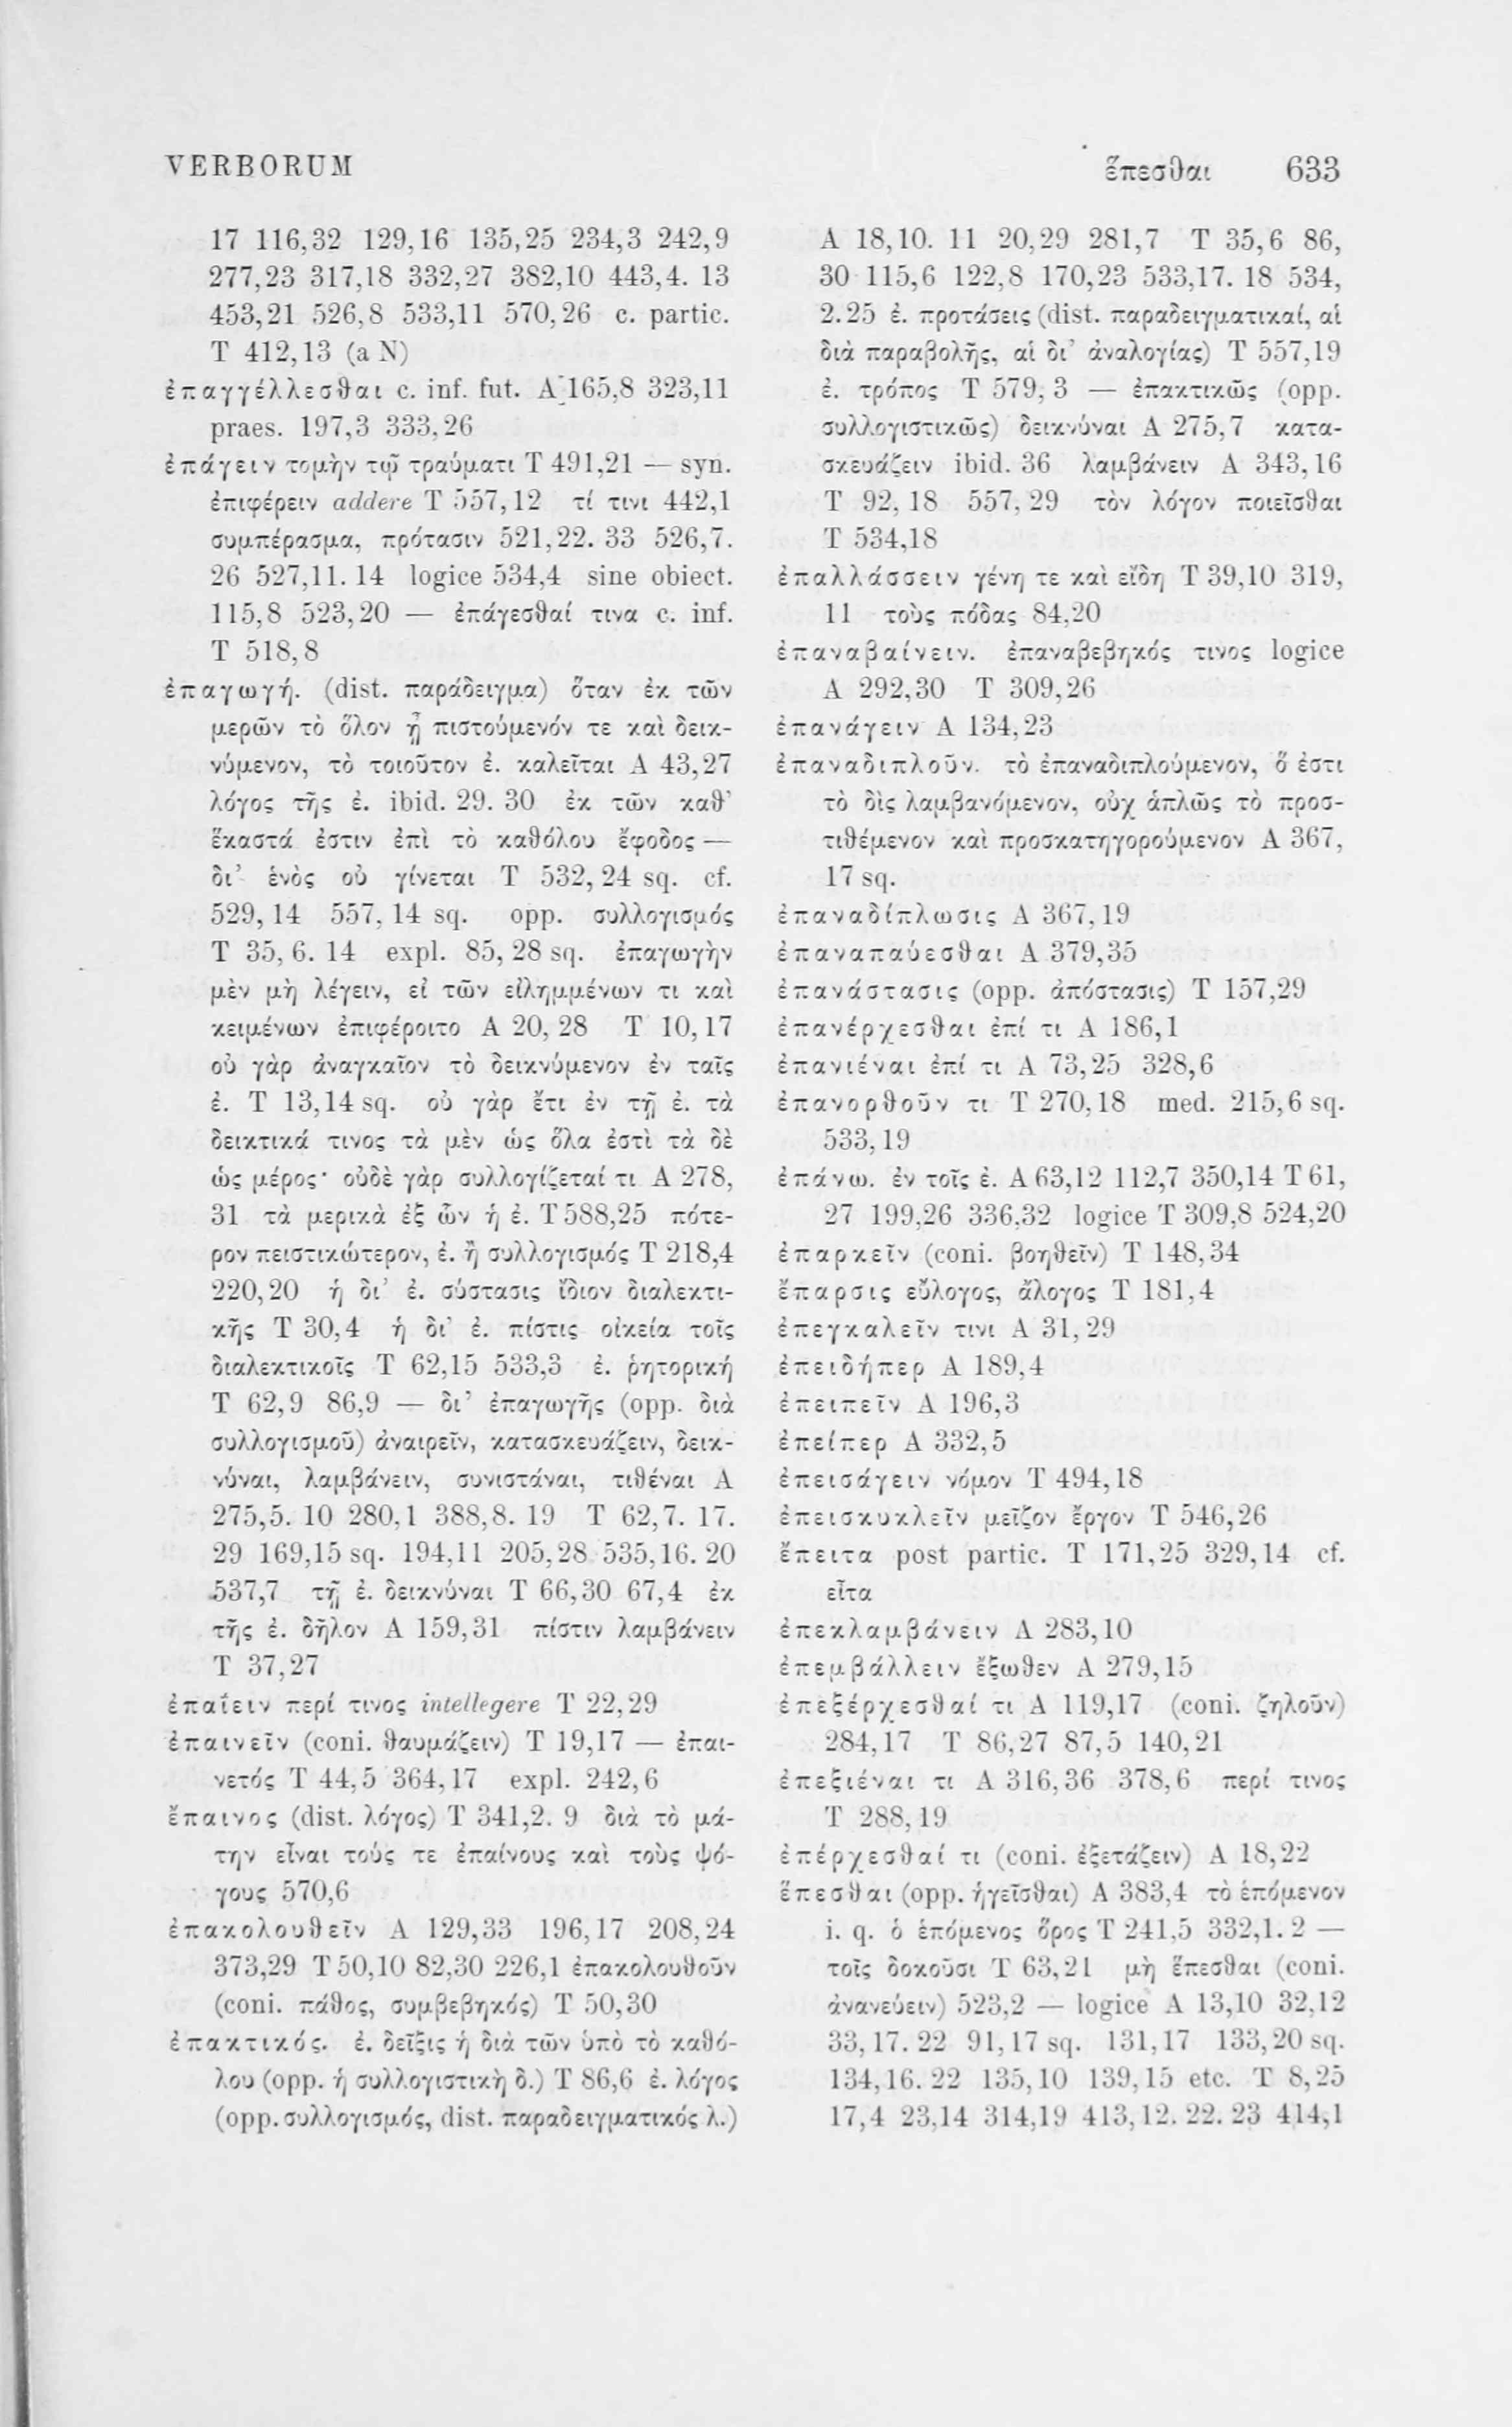 VERBORUM
ἕπεσθαι 633
17 116,32 129,16 135,25 234,3 242,9
277,23 317,18 332,27 382,10 443,4. 13
453,21 526,8 533,11 570,26 c. partic.
T 412,13 (a N)
ἐπαγγέλλεσθαι c. inf. fut. A 165,8 323,11
praes. 197,3 333,26
ἐπάγειν τομὴν τῷ τραύματι T 491,21 — syn.
ἐπιφέρειν addere T 557,12 τί τινι 442,1
συμπέρασμα, πρότασιν 521,22. 33 526,7.
26 527,11. 14 logice 534,4 sine obiect.
115,8 523,20 — ἐπάγεσθαί τινα c. inf.
T 518,8
ἐπαγωγή. (dist. παράδειγμα) ὅταν ἐκ τῶν
μερῶν τὸ ὅλον ᾖ πιστούμενόν τε καὶ δεικ-
νύμενον, τὸ τοιοῦτον ἐ. καλεῖται A 43,27
λόγος τῆς ἐ. ibid. 29. 30 ἐκ τῶν καθ’
ἕκαστά ἐστιν ἐπὶ τὸ καθόλου ἔφοδος —
δι’ ἑνὸς οὐ γίνεται T 532, 24 sq. cf.
529, 14 557, 14 sq. opp. συλλογισμός
T 35, 6. 14 expl. 85, 28 sq. ἐπαγωγὴν
μὲν μὴ λέγειν, εἰ τῶν εἰλημμένων τι καὶ
κειμένων ἐπιφέροιτο A 20, 28 T 10, 17
οὐ γὰρ ἀναγκαῖον τὸ δεικνύμενον ἐν ταῖς
ἐ. T 13,14 sq. οὐ γὰρ ἔτι ἐν τῇ ἐ. τὰ
δεικτικά τινος τὰ μὲν ὡς ὅλα ἐστὶ τὰ δὲ
ὡς μέρος· οὐδὲ γὰρ συλλογίζεταί τι A 278,
31 τὰ μερικὰ ἐξ ὧν ἡ ἐ. T 588,25 πότε-
ρον πειστικώτερον, ἐ. ἢ συλλογισμός T 218,4
220,20 ἡ δι’ ἐ. σύστασις ἴδιον διαλεκτι-
κῆς T 30,4 ἡ δι’ ἐ. πίστις οἰκεία τοῖς
διαλεκτικοῖς T 62,15 533,3 ἐ. ῥητορική
T 62,9 86,9 — δι’ ἐπαγωγῆς (opp. διὰ
συλλογισμοῦ) ἀναιρεῖν, κατασκευάζειν, δεικ-
νύναι, λαμβάνειν, συνιστάναι, τιθέναι A
275,5. 10 280,1 388,8. 19 T 62,7. 17.
29 169,15 sq. 194,11 205,28 535,16. 20
537,7 τῇ ἐ. δεικνύναι T 66,30 67,4 ἐκ
τῆς ἐ. δῆλον A 159,31 πίστιν λαμβάνειν
T 37,27
ἐπαΐειν περί τινος intellegere T 22,29
ἐπαινεῖν (coni. θαυμάζειν) T 19,17 — ἐπαι-
νετός T 44,5 364,17 expl. 242,6
ἔπαινος (dist. λόγος) T 341,2. 9 διὰ τὸ μά-
την εἶναι τούς τε ἐπαίνους καὶ τοὺς ψό-
γους 570,6
ἐπακολουθεῖν A 129,33 196,17 208,24
373,29 T 50,10 82,30 226,1 ἐπακολουθοῦν
(coni. πάθος, συμβεβηκός) T 50,30
ἐπακτικός. ἐ. δεῖξις ἡ διὰ τῶν ὑπὸ τὸ καθό-
λου (opp. ἡ συλλογιστικὴ δ.) T 86,6 ἐ. λόγος
(opp. συλλογισμός, dist. παραδειγματικός λ.)
A 18,10. 11 20,29 281,7 T 35,6 86,
30 115,6 122,8 170,23 533,17. 18 534,
2. 25 ἐ. προτάσεις (dist. παραδειγματικαί, αἱ
διὰ παραβολῆς, αἱ δι’ ἀναλογίας) T 557,19
ἐ. τρόπος T 579, 3 — ἐπακτικῶς (opp.
συλλογιστικῶς) δεικνύναι A 275,7 κατα-
σκευάζειν ibid. 36 λαμβάνειν A 343,16
T 92, 18 557, 29 τὸν λόγον ποιεῖσθαι
T 534,18
ἐπαλλάσσειν γένη τε καὶ εἴδη T 39,10 319,
11 τοὺς πόδας 84,20
ἐπαναβαίνειν. ἐπαναβεβηκός τινος logice
A 292,30 T 309,26
ἐπανάγειν A 134,23
ἐπαναδιπλοῦν. τὸ ἐπαναδιπλούμενον, ὅ ἐστι
τὸ δὶς λαμβανόμενον, οὐχ ἁπλῶς τὸ προσ-
τιθέμενον καὶ προσκατηγορούμενον A 367,
17 sq.
ἐπαναδίπλωσις A 367,19
ἐπαναπαύεσθαι A 379,35
ἐπανάστασις (opp. ἀπόστασις) T 157,29
ἐπανέρχεσθαι ἐπί τι A 186,1
ἐπανιέναι ἐπί τι A 73,25 328,6
ἐπανορθοῦν τι T 270,18 med. 215,6 sq.
533,19
ἐπάνω. ἐν τοῖς ἐ. A 63,12 112,7 350,14 T 61,
27 199,26 336,32 logice T 309,8 524,20
ἐπαρκεῖν (coni. βοηθεῖν) T 148,34
ἔπαρσις εὔλογος, ἄλογος T 181,4
ἐπεγκαλεῖν τινι A 31,29
ἐπειδήπερ A 189,4
ἐπειπεῖν A 196,3
ἐπείπερ A 332,5
ἐπεισάγειν νόμον T 494,18
ἐπεισκυκλεῖν μεῖζον ἔργον T 546,26
ἔπειτα post partic. T 171,25 329,14 cf.
εἶτα
ἐπεκλαμβάνειν A 283,10
ἐπεμβάλλειν ἔξωθεν A 279,15
ἐπεξέρχεσθαί τι A 119,17 (coni. ζηλοῦν)
284,17 T 86,27 87,5 140,21
ἐπεξιέναι τι A 316,36 378,6 περί τινος
T 288,19
ἐπέρχεσθαί τι (coni. ἐξετάζειν) A 18,22
ἕπεσθαι (opp. ἡγεῖσθαι) A 383,4 τὸ ἑπόμενον
i. q. ὁ ἑπόμενος ὅρος T 241,5 332,1. 2 —
τοῖς δοκοῦσι T 63,21 μὴ ἕπεσθαι (coni.
ἀνανεύειν) 523,2 — logice A 13,10 32,12
33, 17. 22 91, 17 sq. 131,17 133,20 sq.
134,16. 22 135,10 139,15 etc. T 8,25
17,4 23,14 314,19 413,12. 22. 23 414,1